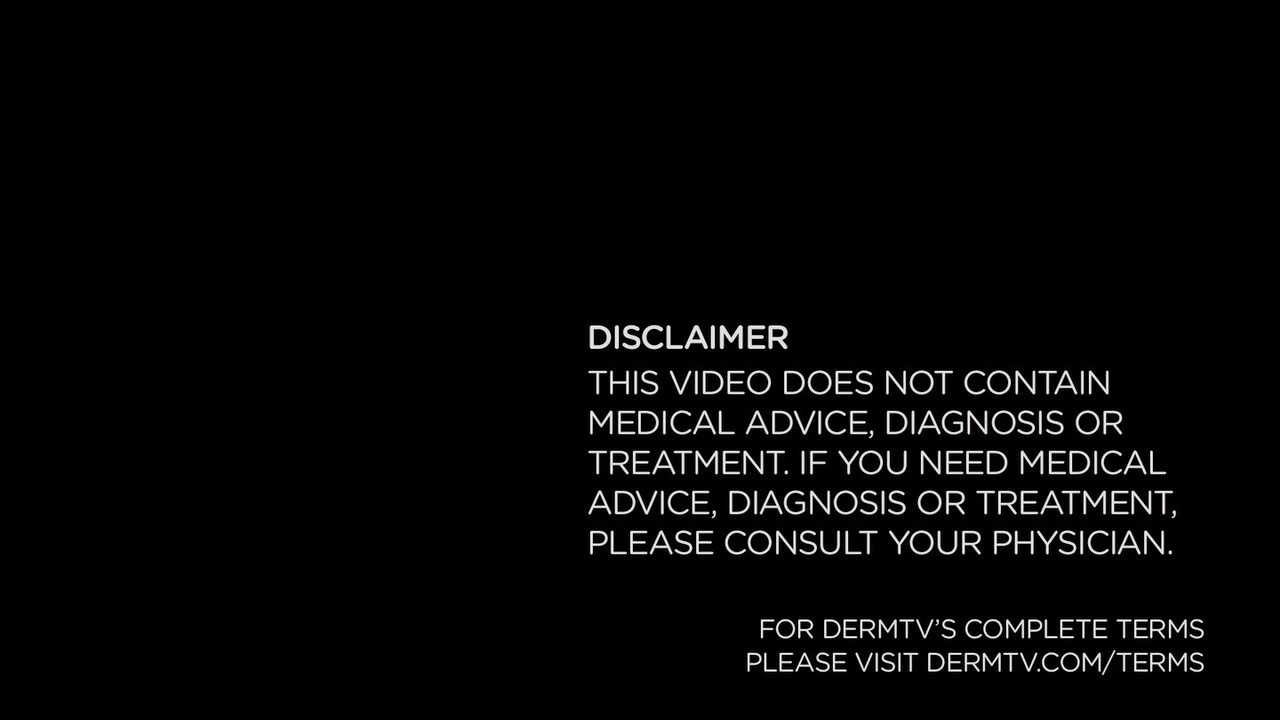 DISCLAIMER
THIS VIDEO DOES NOT CONTAIN
MEDICAL ADVICE, DIAGNOSIS OR
TREATMENT. IF YOU NEED MEDICAL
ADVICE, DIAGNOSIS OR TREATMENT,
PLEASE CONSULT YOUR PHYSICIAN.
FOR DERMTV’S COMPLETE TERMS
PLEASE VISIT DERMTV.COM/TERMS